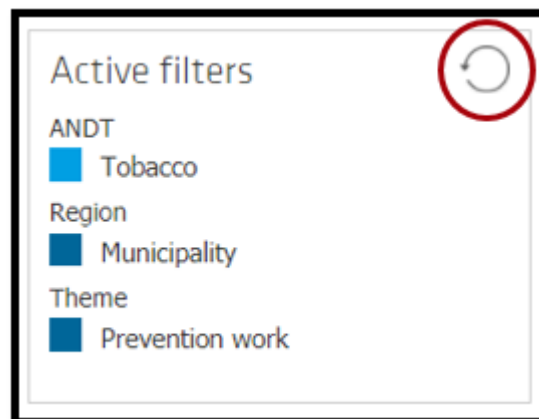 Active filters
ANDT
Tobacco
Region
Municipality
Theme
Prevention work